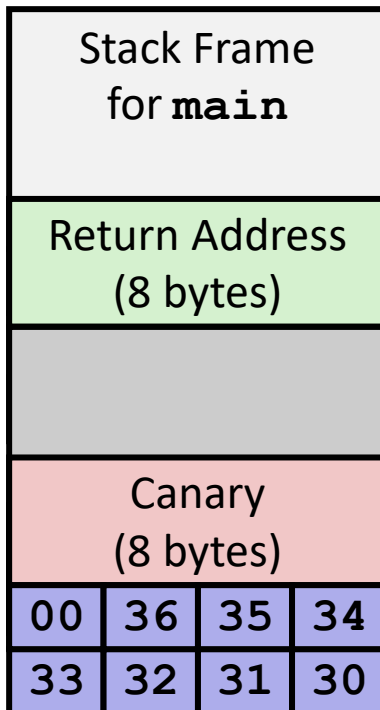 Stack Frame
for main
Return Address
(8 bytes)
Canary
(8 bytes)
00 36 35 34
33 32 31 30